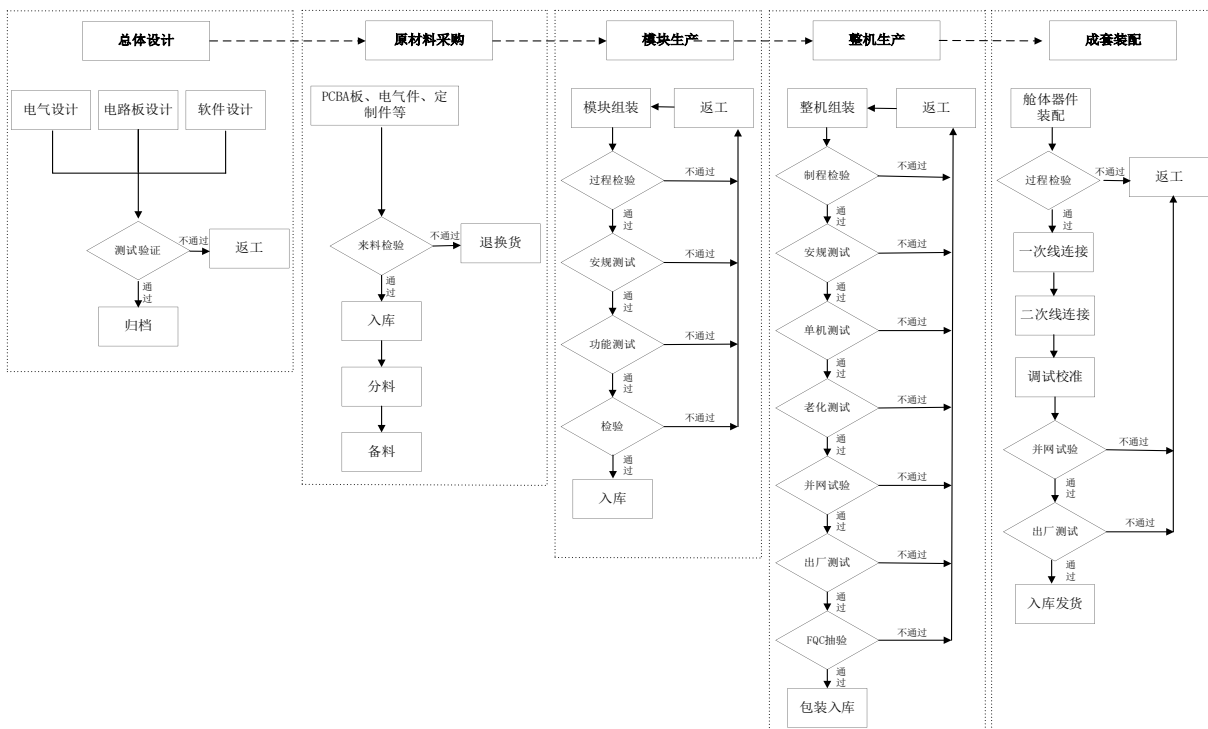 总体设计
原材料采购
模块生产
整机生产
成套装配
电气设计
电路板设计
软件设计
测试验证
不通过
返工
通
过
归档
PCBA板、电气件、定
制件等
来料检验
不通过
退换货
通
过
入库
分料
备料
模块组装
返工
过程检验
不通过
通
过
安规测试
不通过
通
过
功能测试
不通过
通
过
检验
不通过
通
过
入库
整机组装
返工
制程检验
不通过
通
过
安规测试
不通过
通
过
单机测试
不通过
通
过
老化测试
不通过
通
过
并网试验
不通过
通
过
出厂测试
不通过
通
过
FQC抽验
不通过
通
过
包装入库
舱体器件
装配
过程检验
不通过
返工
通
过
一次线连接
二次线连接
调试校准
并网试验
不通过
通
过
出厂测试
不通过
通
过
入库发货